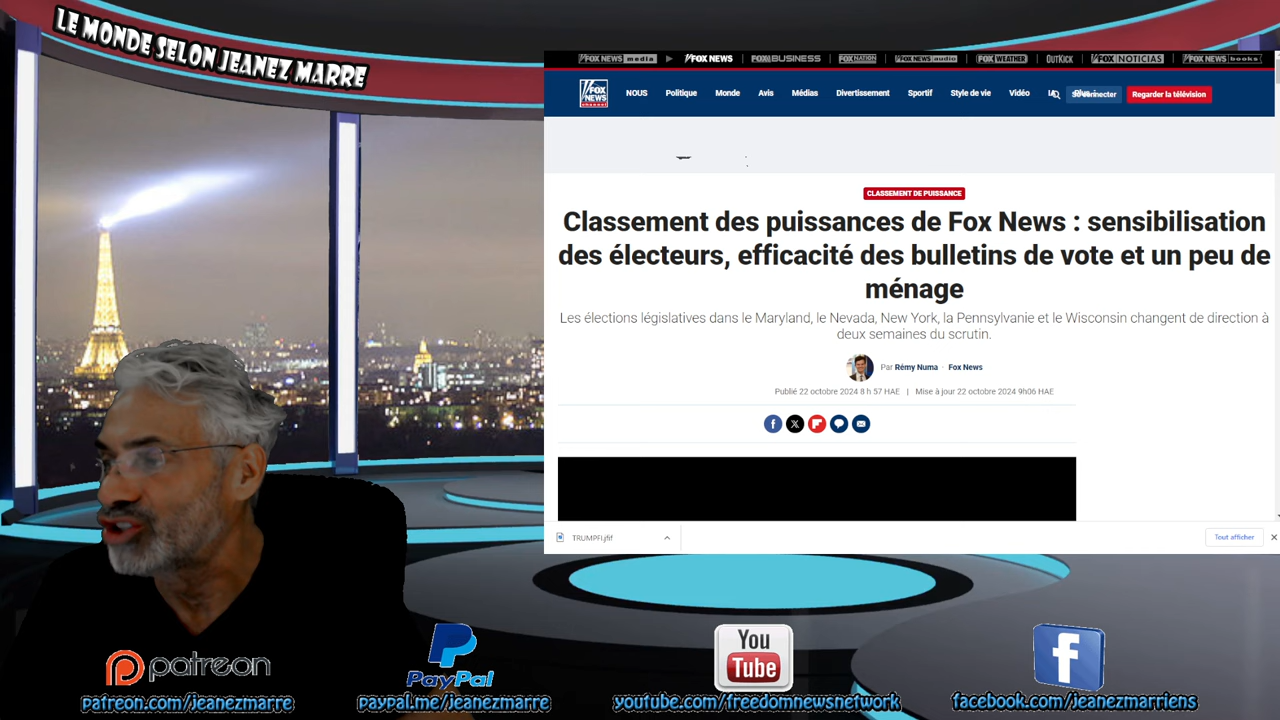 LE MONDE SELON JEANEZ MARRE
FOX NEWS media
FOX NEWS
FOX BUSINESS
FOX NATION
FOX NEWS audio
FOX WEATHER
OUTKICK
FOX NOTICIAS
FOX NEWS books
FOX NEWS channel
NOUS Politique Monde Avis Médias Divertissement Sportif Style de vie Vidéo
Regarder la télévision
CLASSEMENT DE PUISSANCE
Classement des puissances de Fox News : sensibilisation
des électeurs, efficacité des bulletins de vote et un peu de
ménage
Les élections législatives dans le Maryland, le Nevada, New York, la Pennsylvanie et le Wisconsin changent de direction à
deux semaines du scrutin.
Par Rémy Numa · Fox News
Publié 22 octobre 2024 8 h 57 HAE | Mise à jour 22 octobre 2024 9h06 HAE
TRUMPFI.jfif
Tout afficher
patreon
PayPal
You
Tube
patreon.com/jeanezmarre
paypal.me/jeanezmarre
youtube.com/freedomnewsnetwork
facebook.com/jeanezmarriens